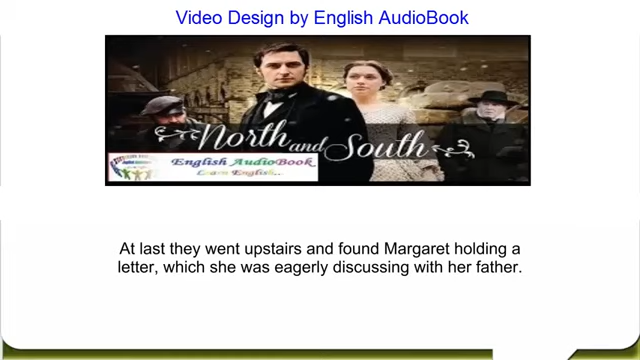 Video Design by English AudioBook
North and South
English AudioBook
Learn English...
At last they went upstairs and found Margaret holding a
letter, which she was eagerly discussing with her father.